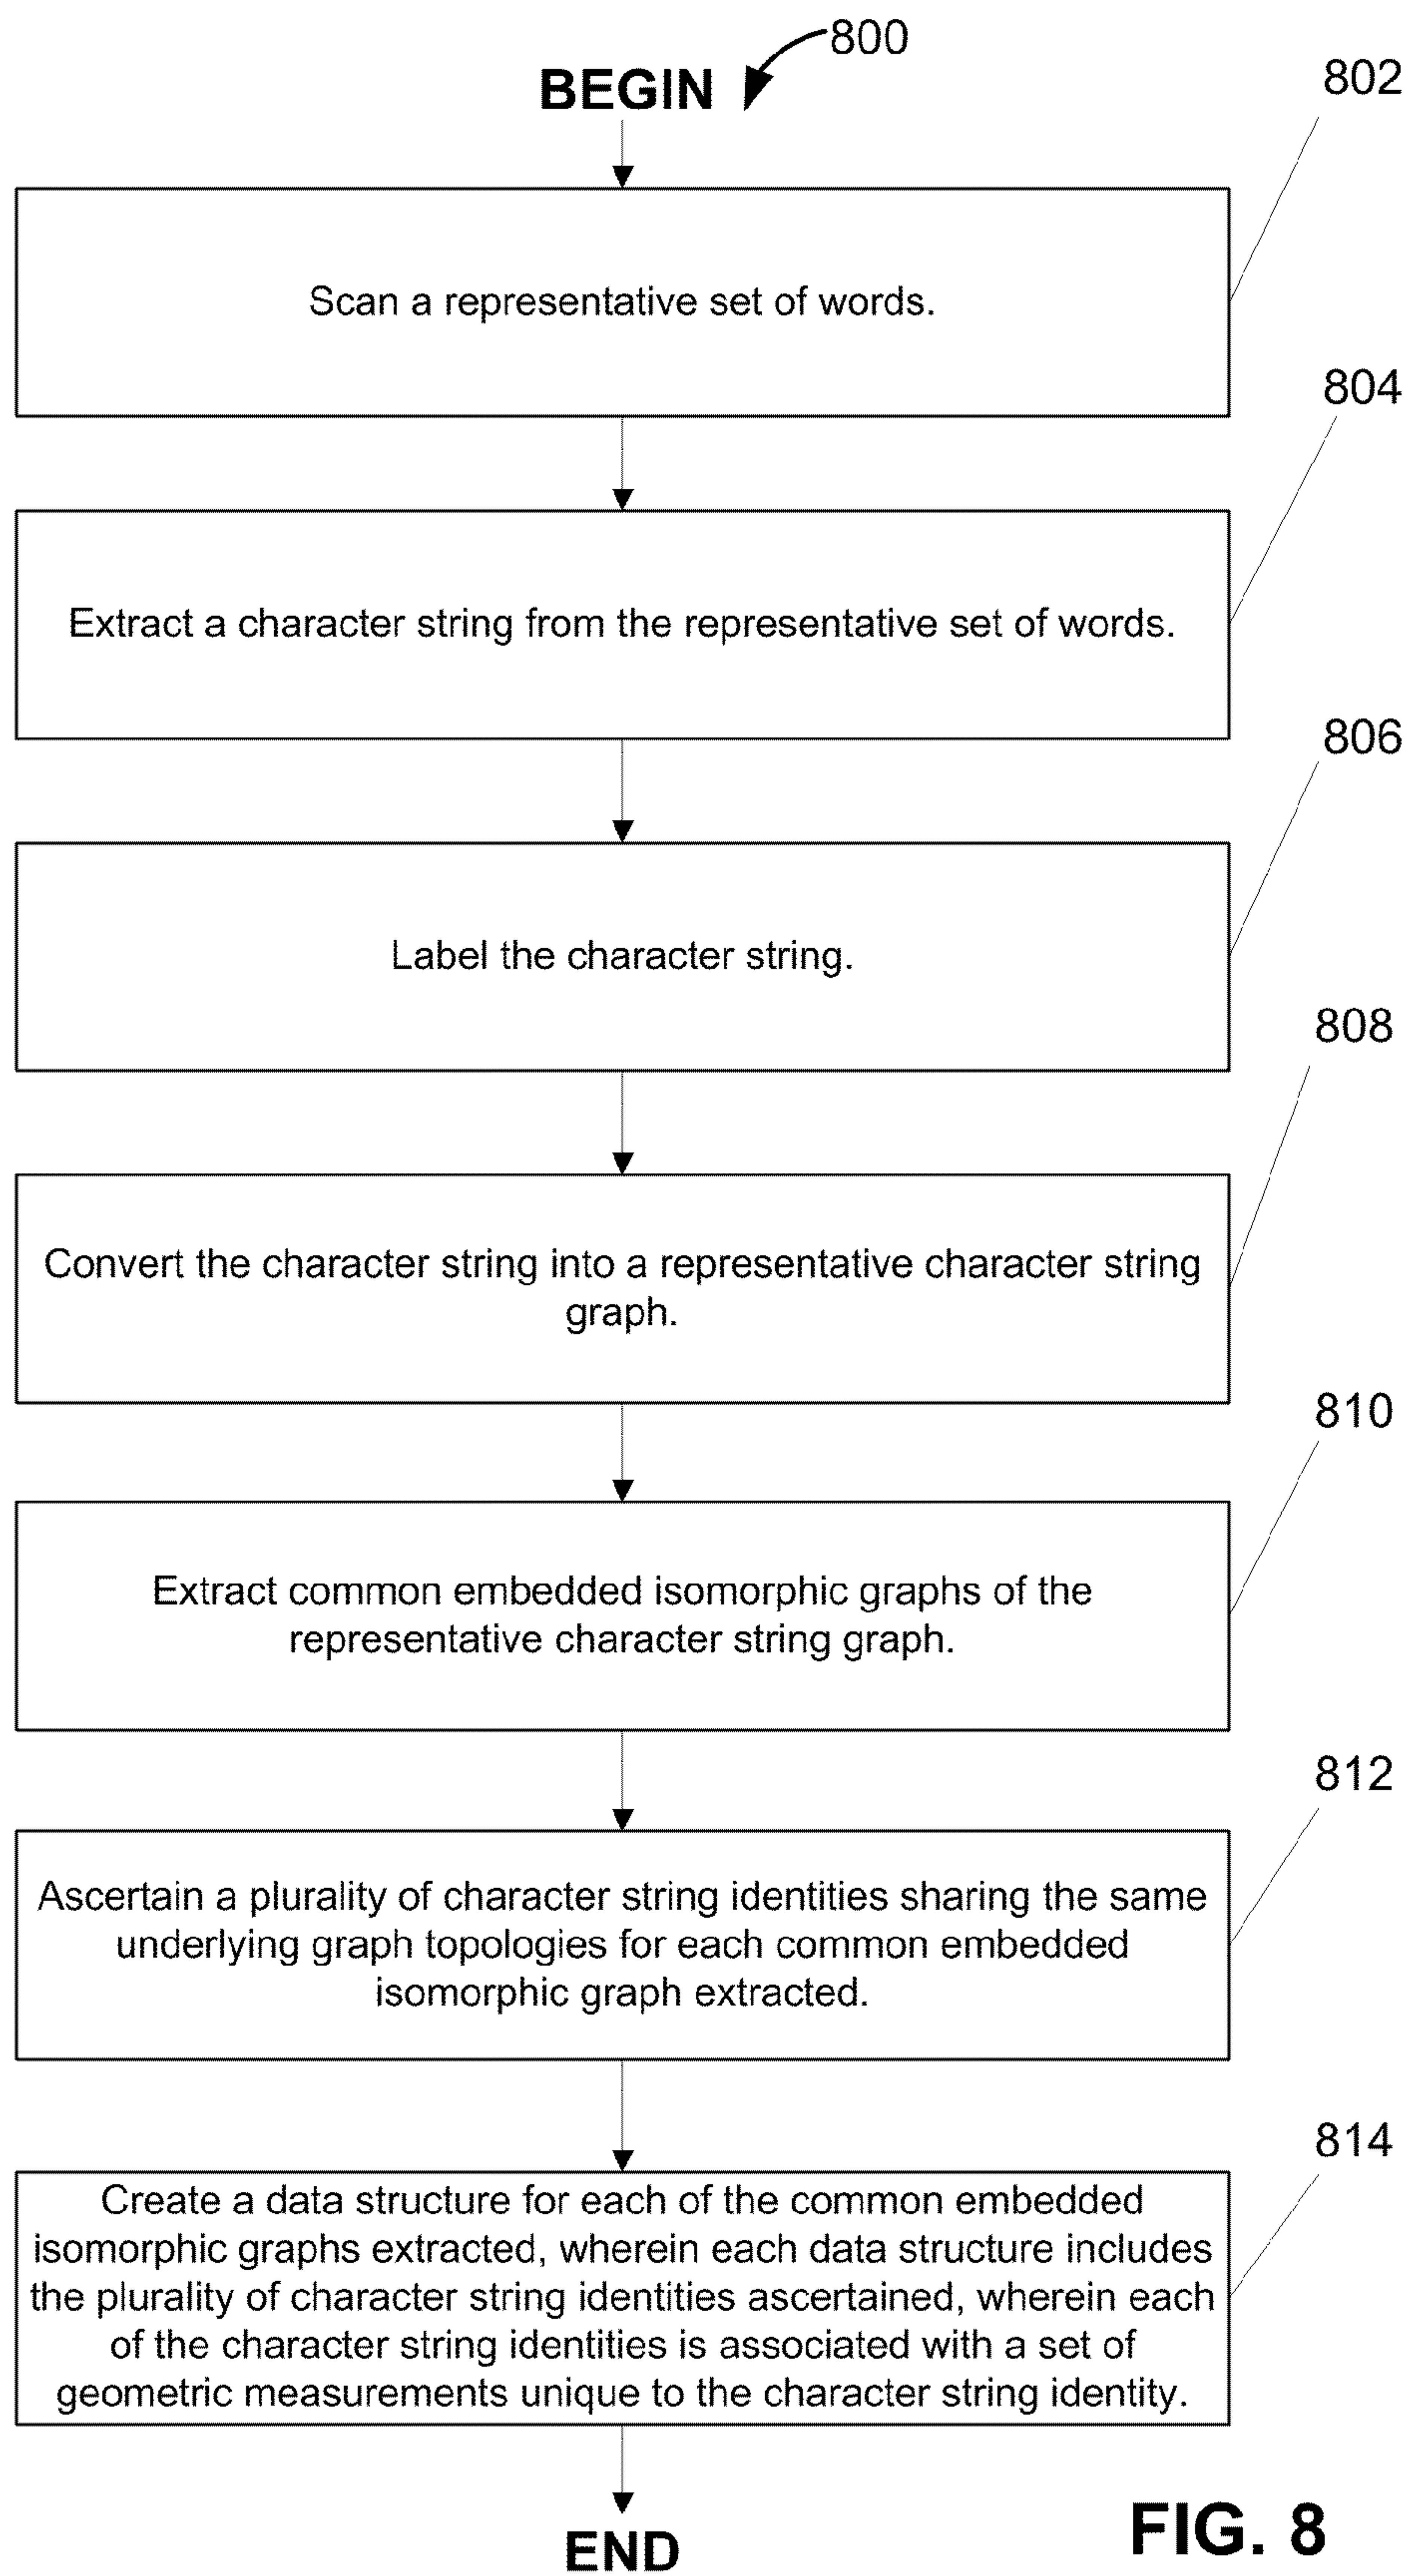 800
BEGIN
802
Scan a representative set of words.
804
Extract a character string from the representative set of words.
806
Label the character string.
808
Convert the character string into a representative character string
graph.
810
Extract common embedded isomorphic graphs of the
representative character string graph.
812
Ascertain a plurality of character string identities sharing the same
underlying graph topologies for each common embedded
isomorphic graph extracted.
814
Create a data structure for each of the common embedded
isomorphic graphs extracted, wherein each data structure includes
the plurality of character string identities ascertained, wherein each
of the character string identities is associated with a set of
geometric measurements unique to the character string identity.
END
FIG. 8